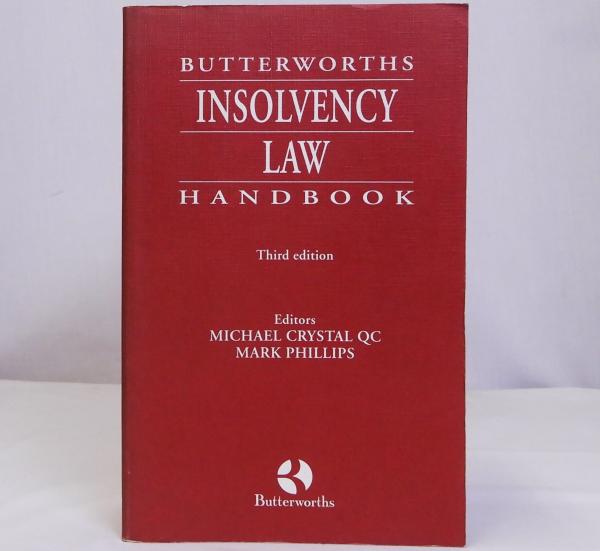 BUTTERWORTHS
INSOLVENCY
LAW
HANDBOOK
Third edition
Editors
MICHAEL CRYSTAL QC
MARK PHILLIPS
Butterworths